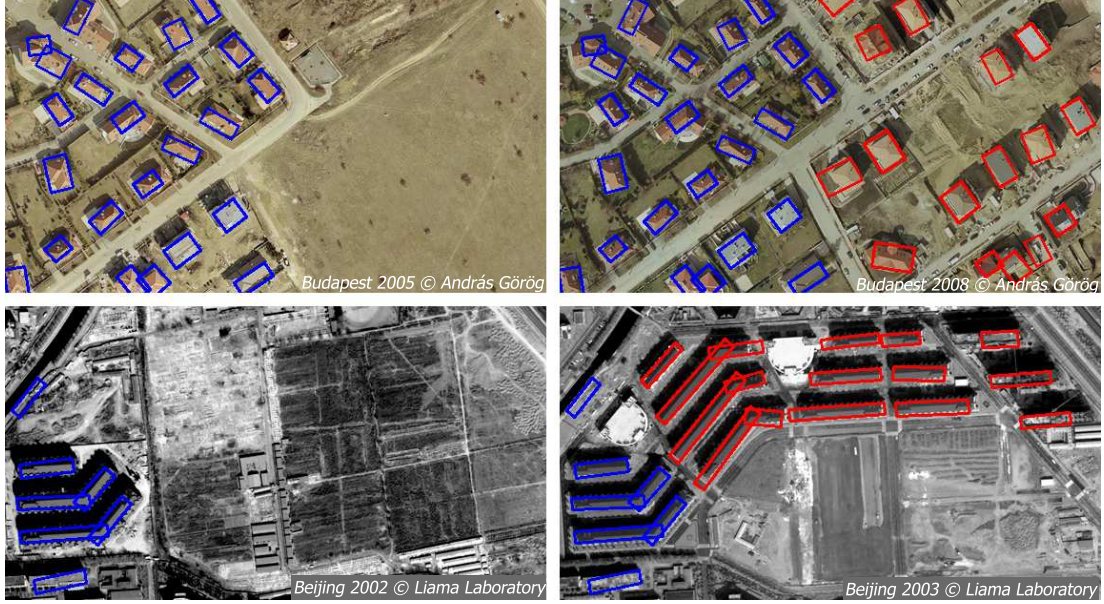 Budapest 2005 © András Görög
Budapest 2008 © András Görög
Beijing 2002 © Liama Laboratory
Beijing 2003 © Liama Laboratory